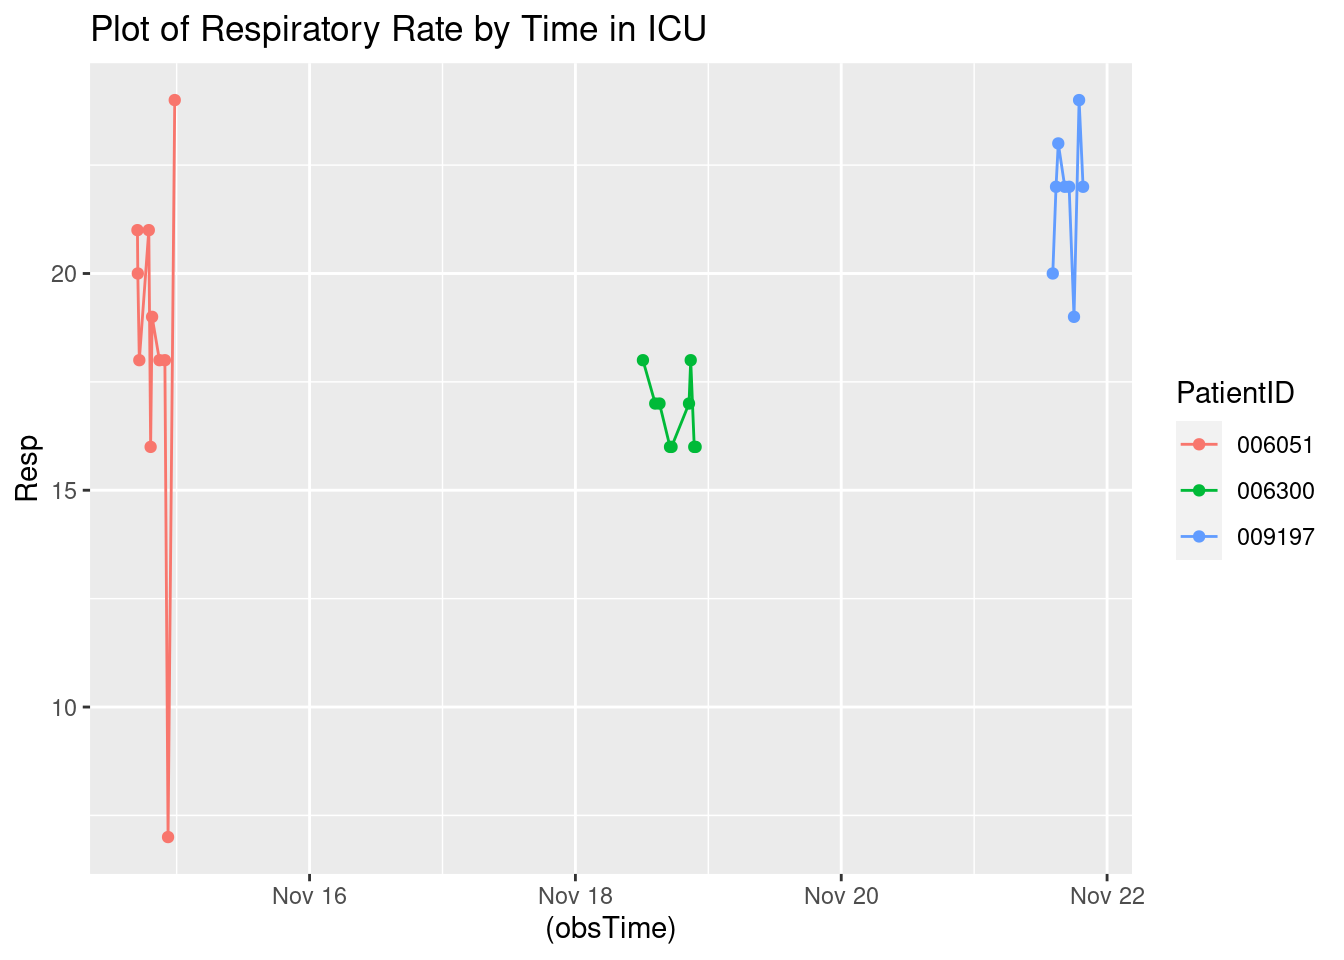 Plot of Respiratory Rate by Time in ICU
Resp
20
15
10
Nov 16
Nov 18
Nov 20
Nov 22
(obsTime)
PatientID
006051
006300
009197